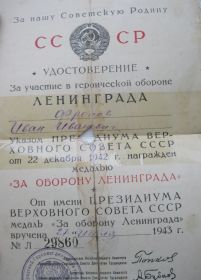 За нашу Советскую Родину
СС СР
УДОСТОВЕРЕНИЕ
За участие в героической обороне
ЛЕНИНГРАДА
Иван
Указом ПРЕЗИДИУМА ВЕР-
ХОВНОГО СОВЕТА СССР
от 22 декабря 1942 г. награжден
медалью
«ЗА ОБОРОНУ ЛЕНИНГРАДА»
От имени ПРЕЗИДИУМА
ВЕРХОВНОГО СОВЕТА СССР
медаль «За оборону Ленинграда»
вручена 1943 г.
№ Л 29860